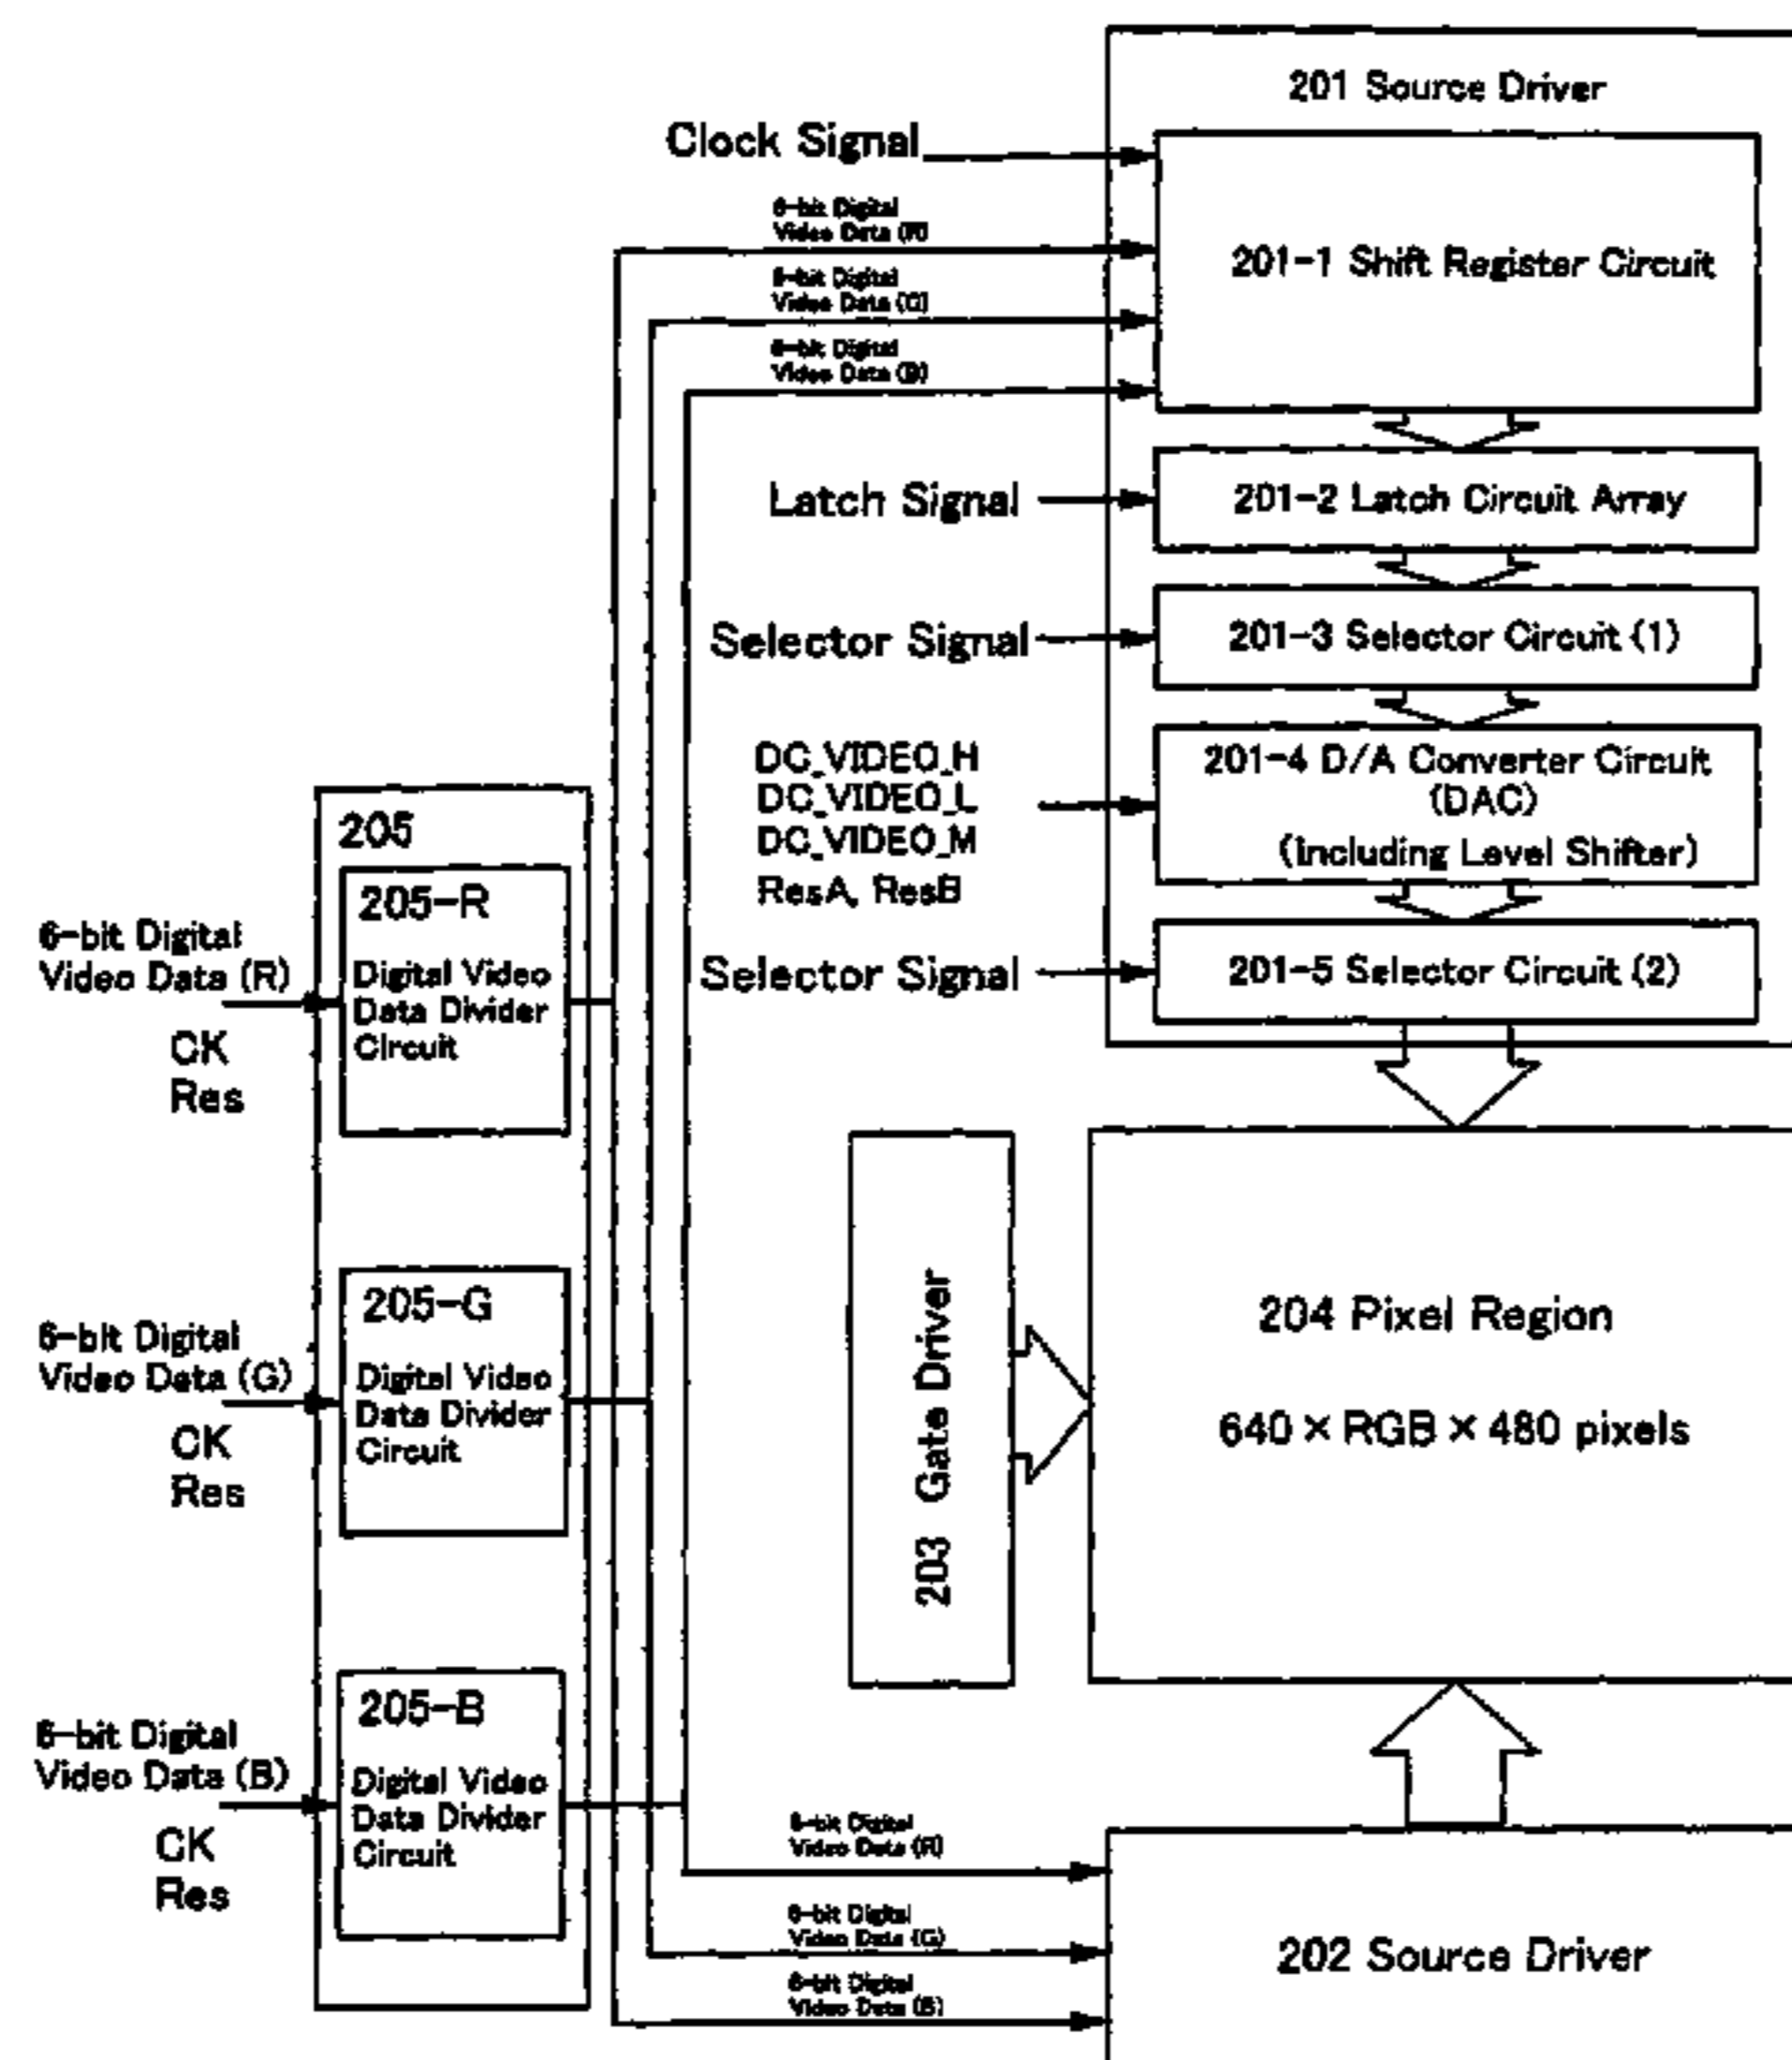 201 Source Driver
Clock Signal
6-bit Digital
Video Data (R)
6-bit Digital
Video Data (G)
6-bit Digital
Video Data (B)
201-1 Shift Register Circuit
Latch Signal
201-2 Latch Circuit Array
Selector Signal
201-3 Selector Circuit (1)
DC_VIDEO_H
DC_VIDEO_L
DC_VIDEO_M
ResA, ResB
201-4 D/A Converter Circuit
(DAC)
(including Level Shifter)
Selector Signal
201-5 Selector Circuit (2)
205
205-R
Digital Video
Data Divider
Circuit
6-bit Digital
Video Data (R)
CK
Res
205-G
Digital Video
Data Divider
Circuit
6-bit Digital
Video Data (G)
CK
Res
205-B
Digital Video
Data Divider
Circuit
6-bit Digital
Video Data (B)
CK
Res
203 Gate Driver
204 Pixel Region
640 × RGB × 480 pixels
6-bit Digital
Video Data (R)
6-bit Digital
Video Data (G)
6-bit Digital
Video Data (B)
202 Source Driver